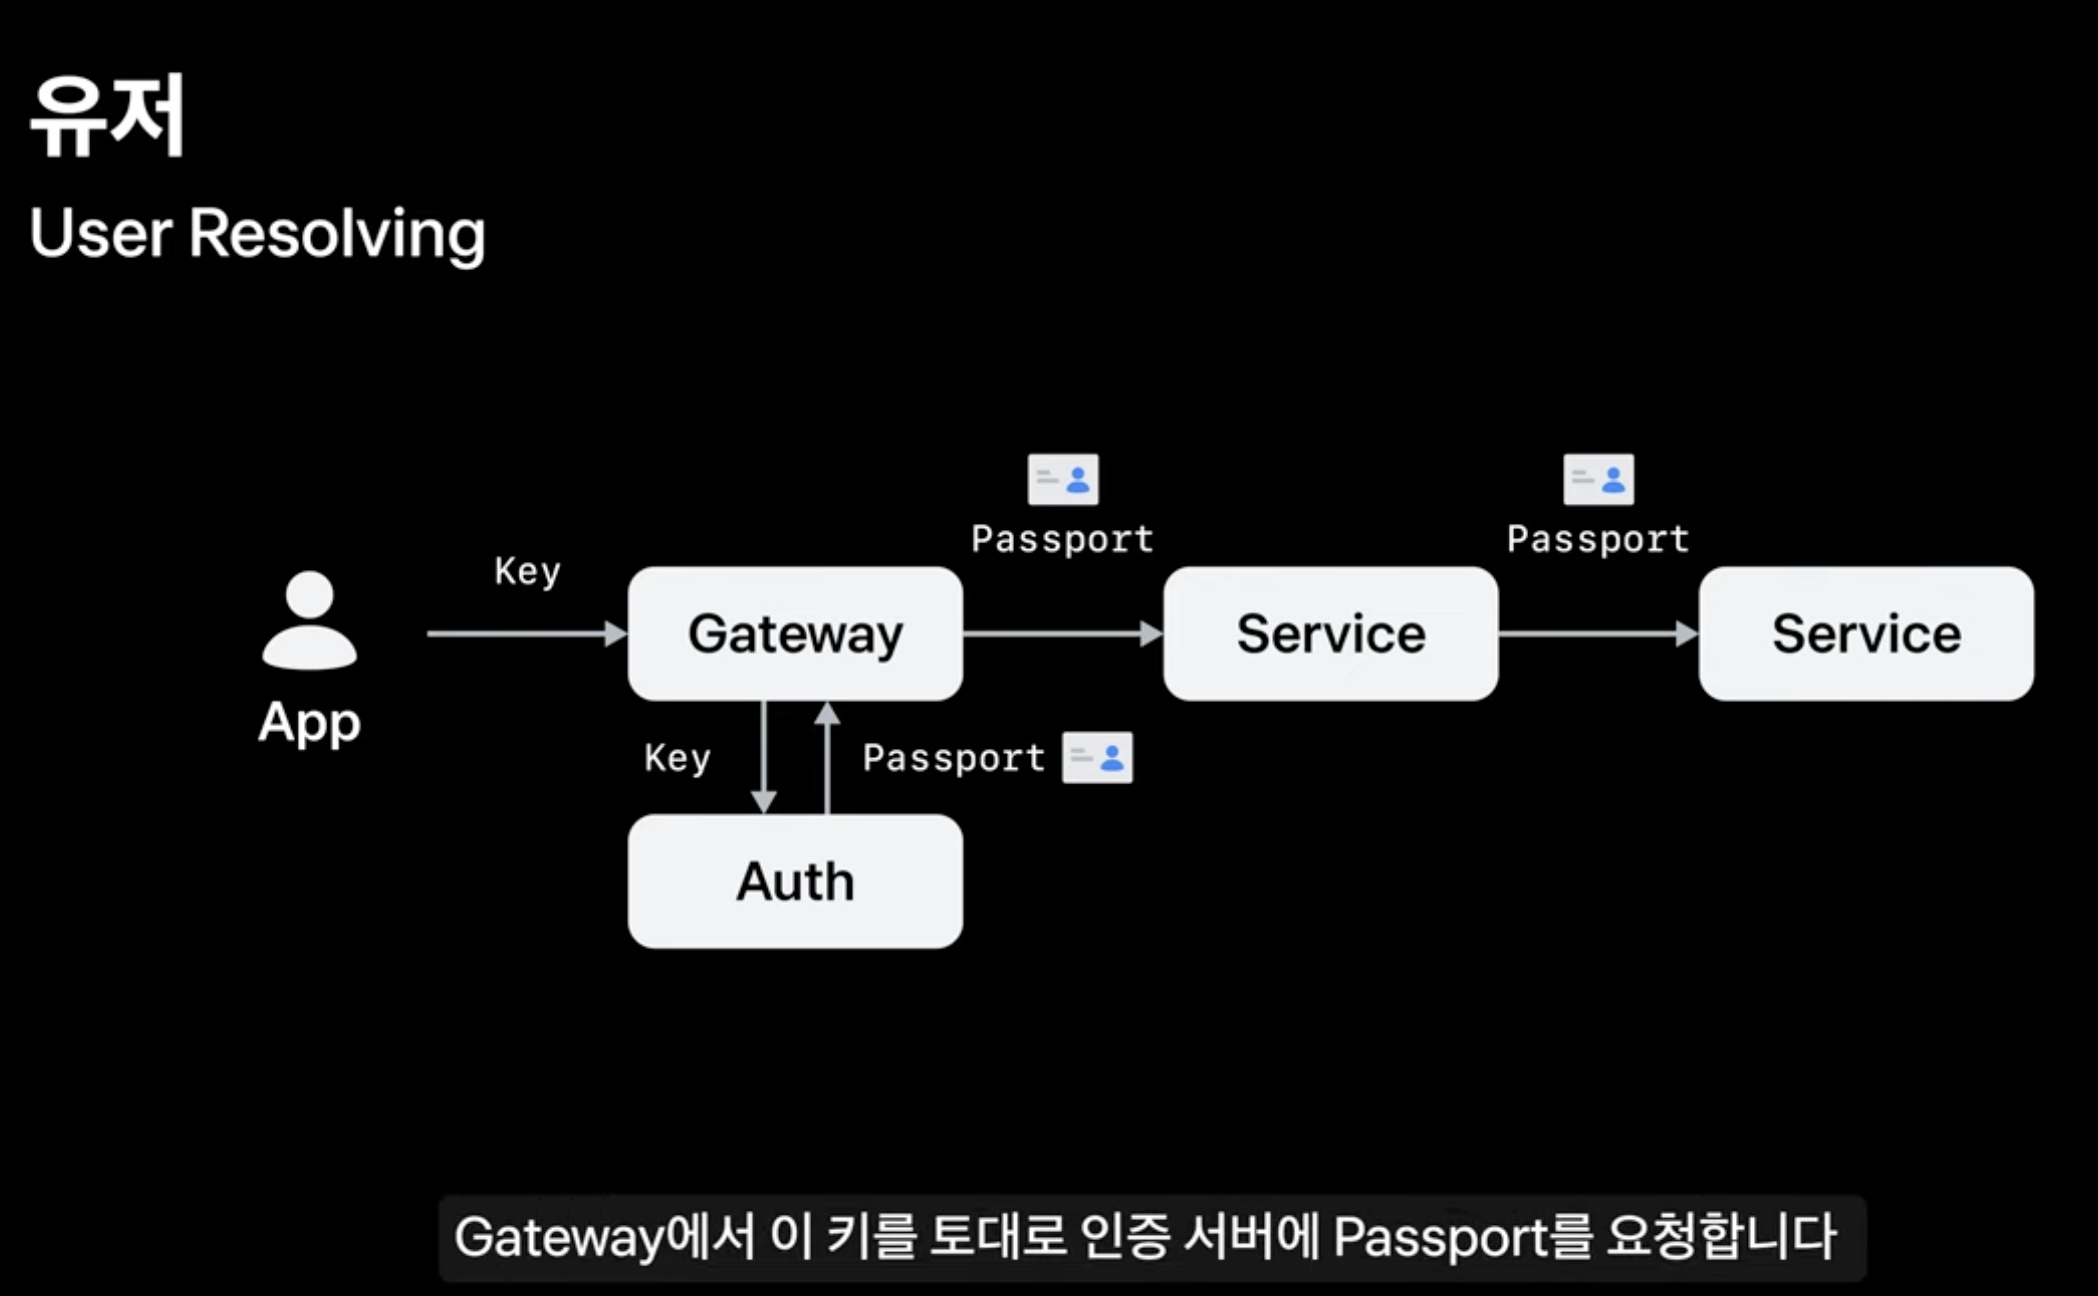 유저
User Resolving
Passport
Passport
Key
Gateway
Service
Service
App
Key
Passport
Auth
Gateway에서 이 키를 토대로 인증 서버에 Passport를 요청합니다